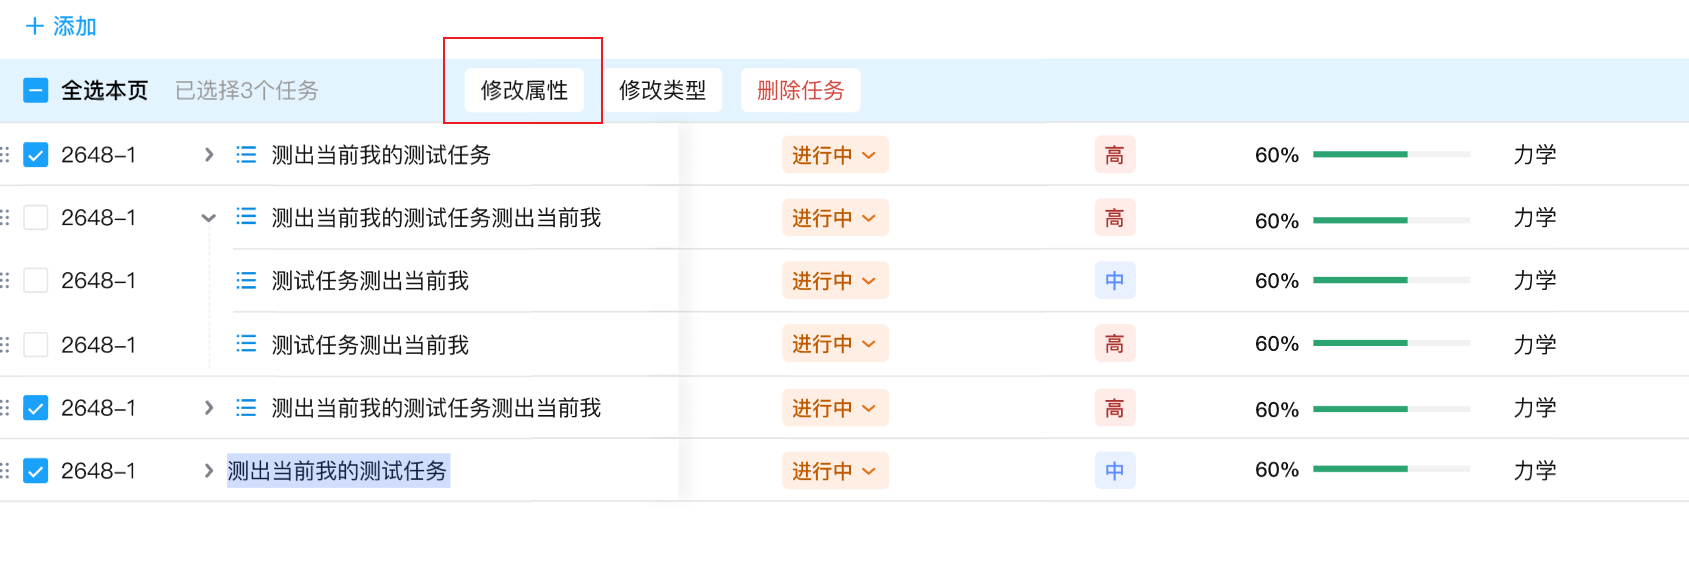 + 添加
全选本页 已选择3个任务 修改属性 修改类型 删除任务
2648-1 测出当前我的测试任务 进行中 高 60% 力学
2648-1 测出当前我的测试任务测出当前我 进行中 高 60% 力学
2648-1 测试任务测出当前我 进行中 中 60% 力学
2648-1 测试任务测出当前我 进行中 高 60% 力学
2648-1 测出当前我的测试任务测出当前我 进行中 高 60% 力学
2648-1 测出当前我的测试任务 进行中 中 60% 力学